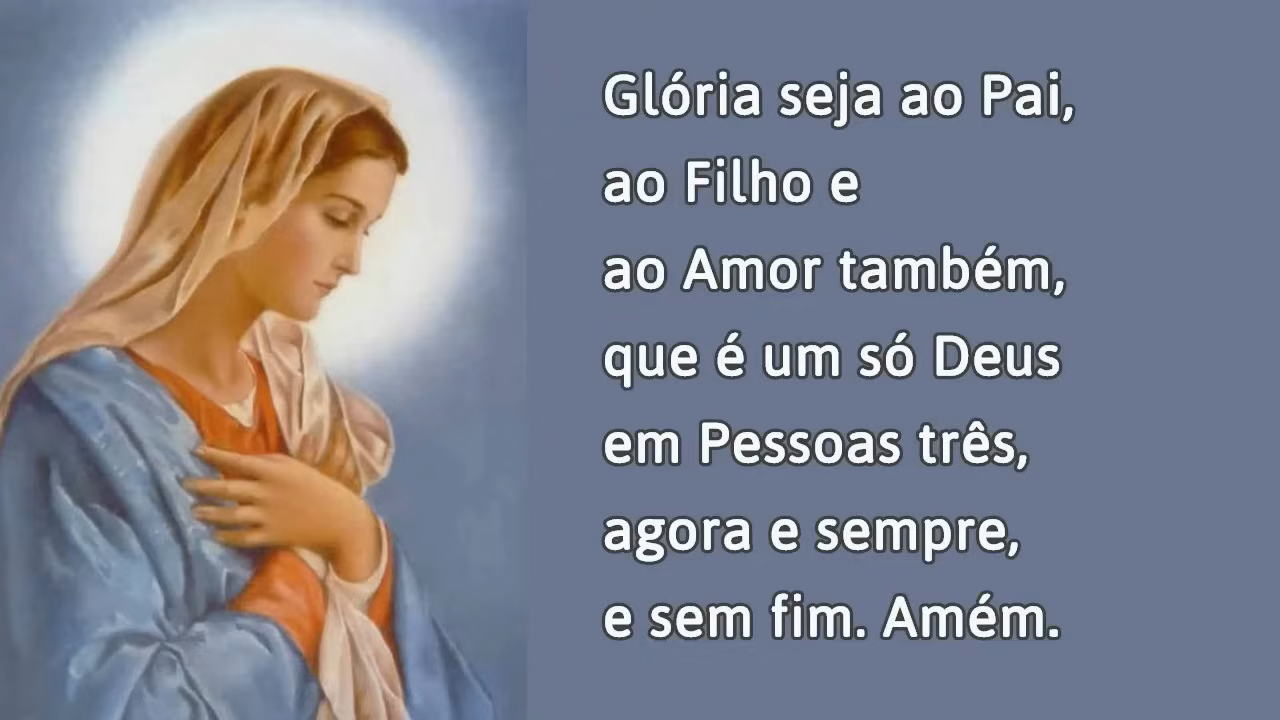 Glória seja ao Pai,
ao Filho e
ao Amor também,
que é um só Deus
em Pessoas três,
agora e sempre,
e sem fim. Amém.